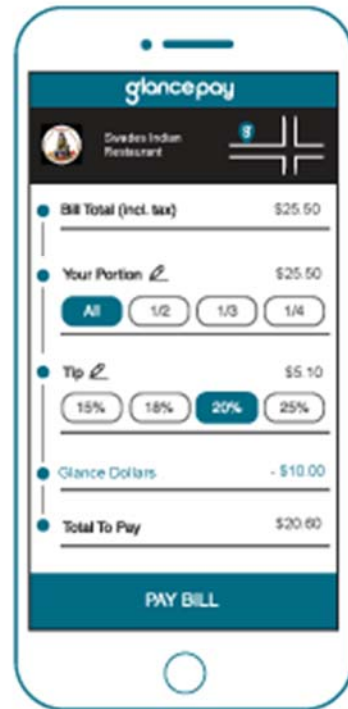 glancepay
Swades Indian
Restaurant
g
Bill Total (incl. tax) $25.50
Your Portion $25.50
All 1/2 1/3 1/4
Tip $5.10
15% 18% 20% 25%
Glance Dollars - $10.00
Total To Pay $20.60
PAY BILL